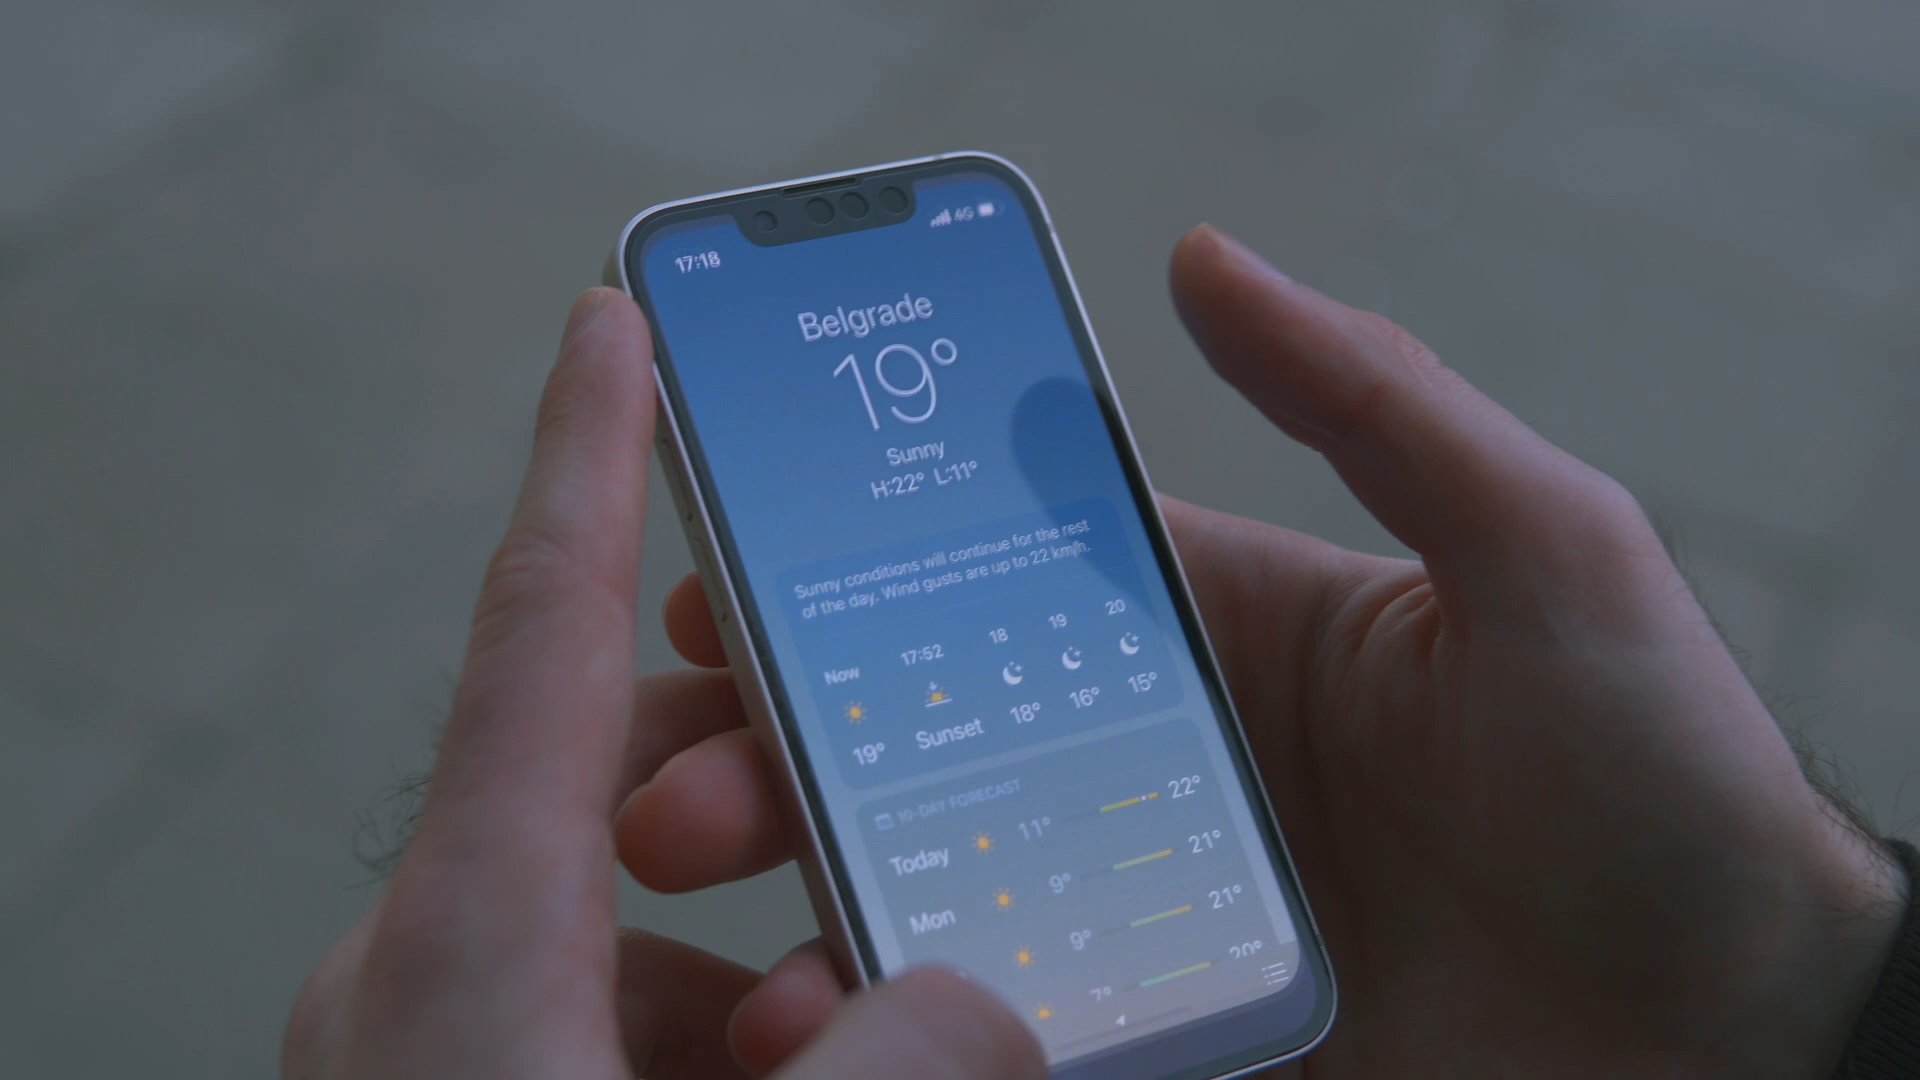 17:18 4G
Belgrade
19°
Sunny
H:22° L:11°
Sunny conditions will continue for the rest
of the day. Wind gusts are up to 22 km/h.
Now 17:52 18 19 20
19° Sunset 18° 16° 15°
10-DAY FORECAST
Today 11° 22°
Mon 9° 21°
9° 21°
7° 20°